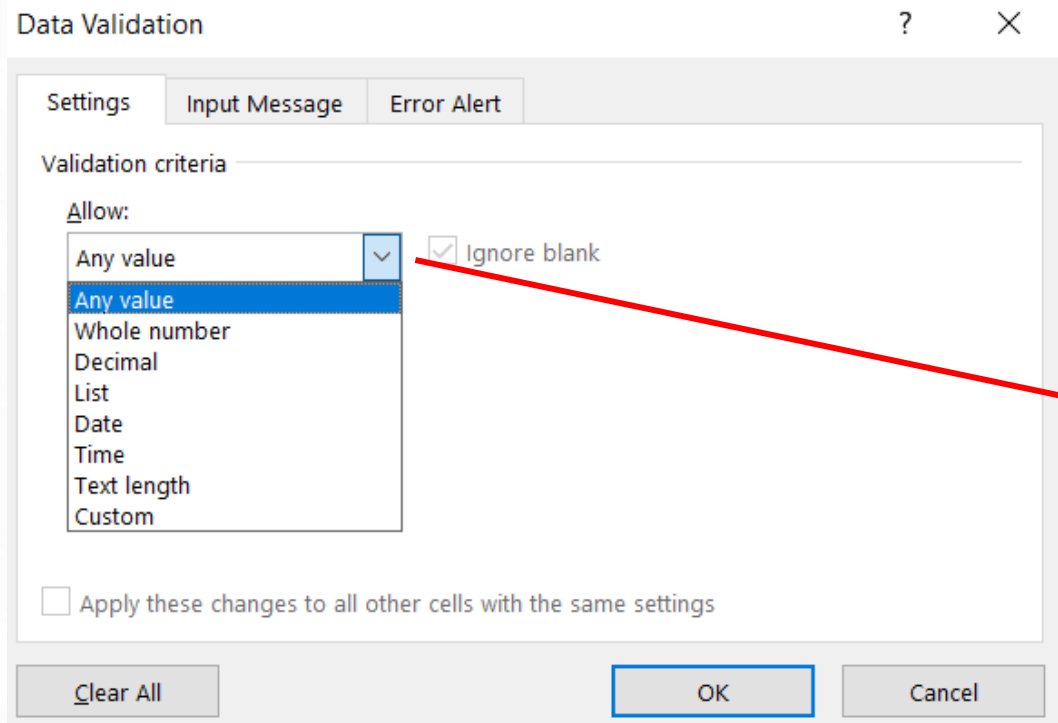 Data Validation ?
Settings Input Message Error Alert
Validation criteria
Allow:
Any value Ignore blank
Any value
Whole number
Decimal
List
Date
Time
Text length
Custom
Apply these changes to all other cells with the same settings
Clear All OK Cancel